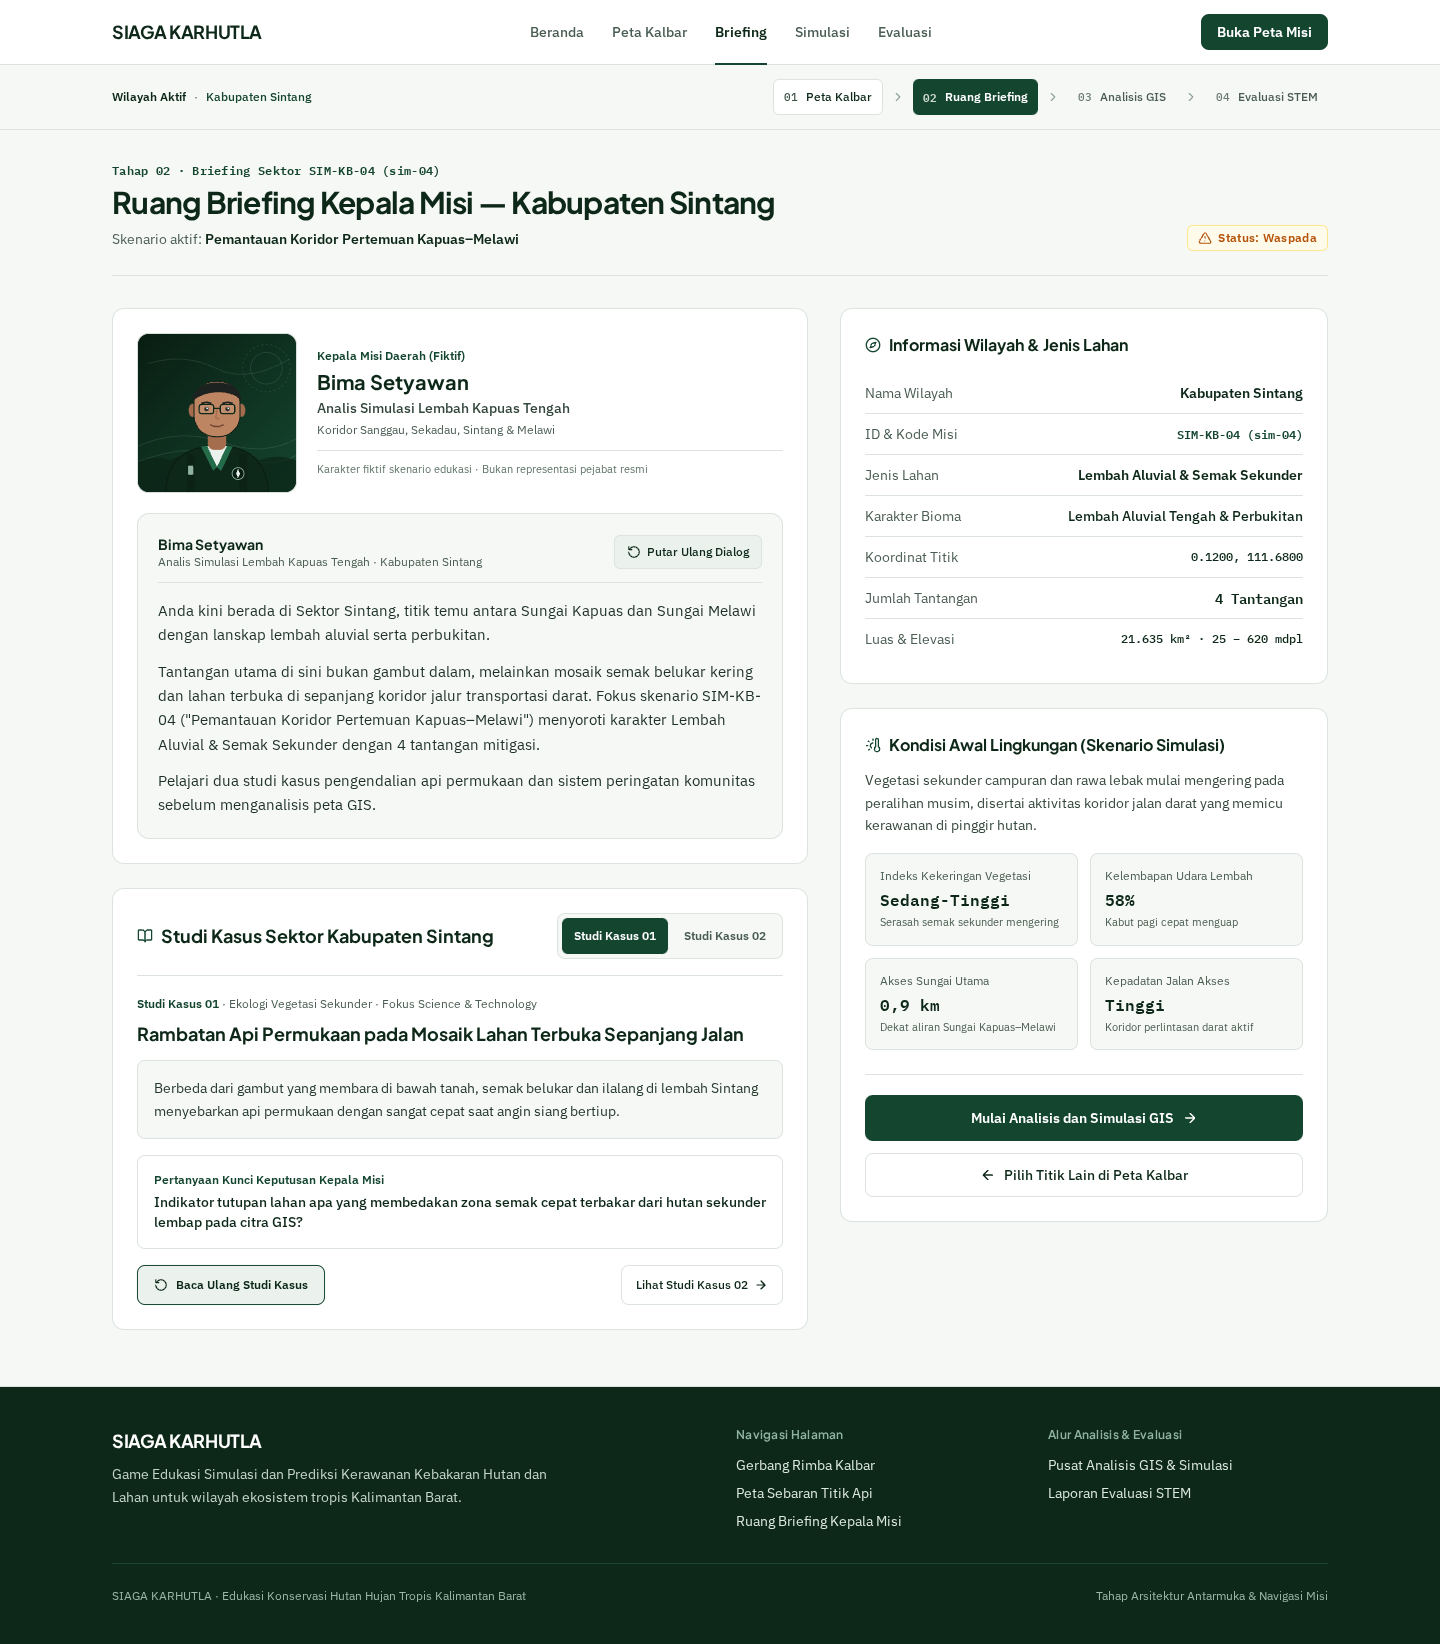 SIAGA KARHUTLA
Beranda
Peta Kalbar
Briefing
Simulasi
Evaluasi
Buka Peta Misi
Wilayah Aktif · Kabupaten Sintang
01 Peta Kalbar
02 Ruang Briefing
03 Analisis GIS
04 Evaluasi STEM
Tahap 02 · Briefing Sektor SIM-KB-04 (sim-04)
Ruang Briefing Kepala Misi — Kabupaten Sintang
Skenario aktif: Pemantauan Koridor Pertemuan Kapuas–Melawi
Status: Waspada
Kepala Misi Daerah (Fiktif)
Bima Setyawan
Analis Simulasi Lembah Kapuas Tengah
Koridor Sanggau, Sekadau, Sintang & Melawi
Karakter fiktif skenario edukasi · Bukan representasi pejabat resmi
Bima Setyawan
Analis Simulasi Lembah Kapuas Tengah · Kabupaten Sintang
Putar Ulang Dialog
Anda kini berada di Sektor Sintang, titik temu antara Sungai Kapuas dan Sungai Melawi
dengan lanskap lembah aluvial serta perbukitan.
Tantangan utama di sini bukan gambut dalam, melainkan mosaik semak belukar kering
dan lahan terbuka di sepanjang koridor jalur transportasi darat. Fokus skenario SIM-KB-
04 ("Pemantauan Koridor Pertemuan Kapuas–Melawi") menyoroti karakter Lembah
Aluvial & Semak Sekunder dengan 4 tantangan mitigasi.
Pelajari dua studi kasus pengendalian api permukaan dan sistem peringatan komunitas
sebelum menganalisis peta GIS.
Studi Kasus Sektor Kabupaten Sintang
Studi Kasus 01
Studi Kasus 02
Studi Kasus 01 · Ekologi Vegetasi Sekunder · Fokus Science & Technology
Rambatan Api Permukaan pada Mosaik Lahan Terbuka Sepanjang Jalan
Berbeda dari gambut yang membara di bawah tanah, semak belukar dan ilalang di lembah Sintang
menyebarkan api permukaan dengan sangat cepat saat angin siang bertiup.
Pertanyaan Kunci Keputusan Kepala Misi
Indikator tutupan lahan apa yang membedakan zona semak cepat terbakar dari hutan sekunder
lembap pada citra GIS?
Baca Ulang Studi Kasus
Lihat Studi Kasus 02
Informasi Wilayah & Jenis Lahan
Nama Wilayah Kabupaten Sintang
ID & Kode Misi SIM-KB-04 (sim-04)
Jenis Lahan Lembah Aluvial & Semak Sekunder
Karakter Bioma Lembah Aluvial Tengah & Perbukitan
Koordinat Titik 0.1200, 111.6800
Jumlah Tantangan 4 Tantangan
Luas & Elevasi 21.635 km² · 25 – 620 mdpl
Kondisi Awal Lingkungan (Skenario Simulasi)
Vegetasi sekunder campuran dan rawa lebak mulai mengering pada
peralihan musim, disertai aktivitas koridor jalan darat yang memicu
kerawanan di pinggir hutan.
Indeks Kekeringan Vegetasi
Sedang-Tinggi
Serasah semak sekunder mengering
Kelembapan Udara Lembah
58%
Kabut pagi cepat menguap
Akses Sungai Utama
0,9 km
Dekat aliran Sungai Kapuas–Melawi
Kepadatan Jalan Akses
Tinggi
Koridor perlintasan darat aktif
Mulai Analisis dan Simulasi GIS
Pilih Titik Lain di Peta Kalbar
SIAGA KARHUTLA
Game Edukasi Simulasi dan Prediksi Kerawanan Kebakaran Hutan dan
Lahan untuk wilayah ekosistem tropis Kalimantan Barat.
Navigasi Halaman
Gerbang Rimba Kalbar
Peta Sebaran Titik Api
Ruang Briefing Kepala Misi
Alur Analisis & Evaluasi
Pusat Analisis GIS & Simulasi
Laporan Evaluasi STEM
SIAGA KARHUTLA · Edukasi Konservasi Hutan Hujan Tropis Kalimantan Barat
Tahap Arsitektur Antarmuka & Navigasi Misi